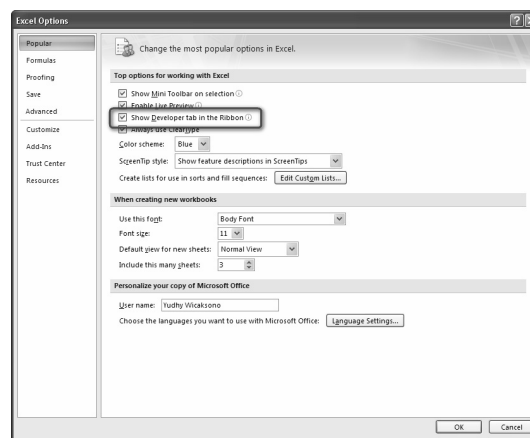 Excel Options
Popular
Formulas
Proofing
Save
Advanced
Customize
Add-Ins
Trust Center
Resources
Change the most popular options in Excel.
Top options for working with Excel
Show Mini Toolbar on selection
Enable Live Preview
Show Developer tab in the Ribbon
Always use ClearType
Color scheme: Blue
ScreenTip style: Show feature descriptions in ScreenTips
Create lists for use in sorts and fill sequences: Edit Custom Lists...
When creating new workbooks
Use this font: Body Font
Font size: 11
Default view for new sheets: Normal View
Include this many sheets: 3
Personalize your copy of Microsoft Office
User name: Yudhy Wicaksono
Choose the languages you want to use with Microsoft Office: Language Settings...
OK Cancel